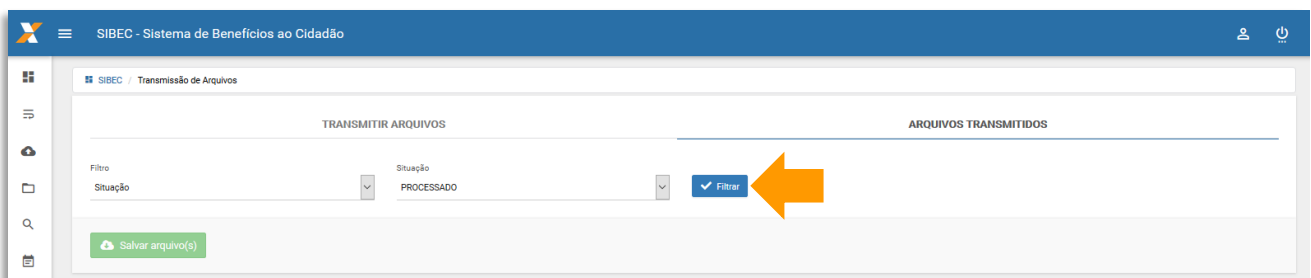 SIBEC - Sistema de Benefícios ao Cidadão
SIBEC / Transmissão de Arquivos
TRANSMITIR ARQUIVOS
ARQUIVOS TRANSMITIDOS
Filtro
Situação
Situação
PROCESSADO
Filtrar
Salvar arquivo(s)